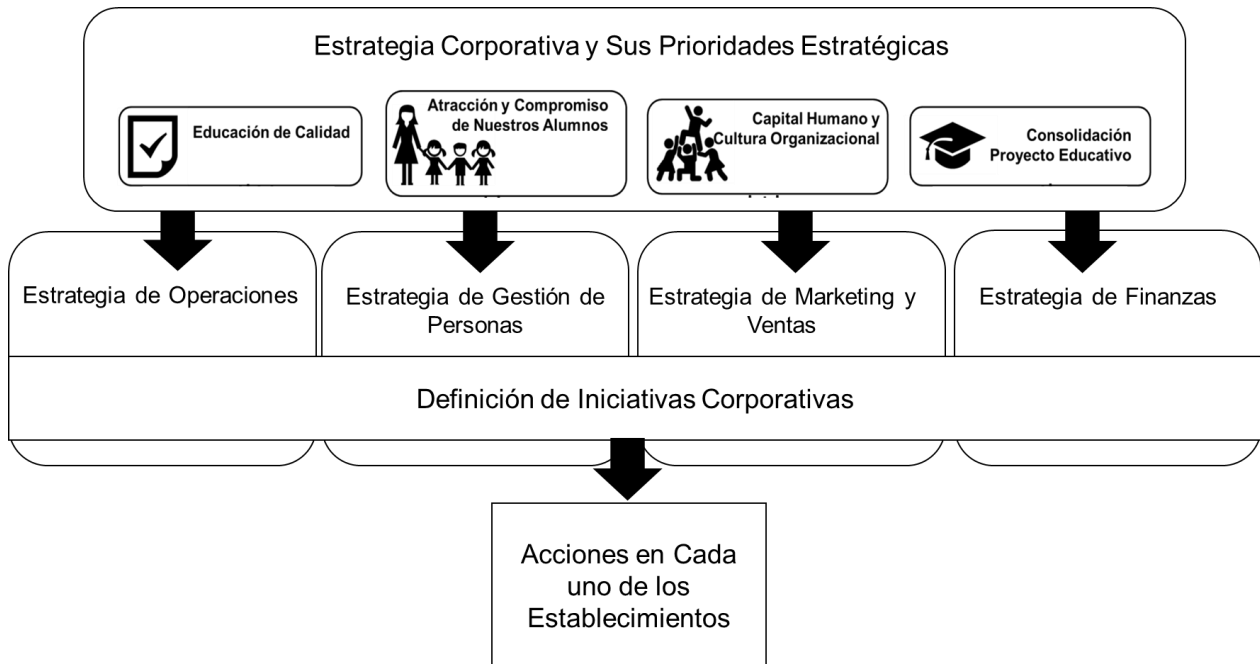 Estrategia Corporativa y Sus Prioridades Estratégicas
Educación de Calidad
Atracción y Compromiso
de Nuestros Alumnos
Capital Humano y
Cultura Organizacional
Consolidación
Proyecto Educativo
Estrategia de Operaciones
Estrategia de Gestión de
Personas
Estrategia de Marketing y
Ventas
Estrategia de Finanzas
Definición de Iniciativas Corporativas
Acciones en Cada
uno de los
Establecimientos